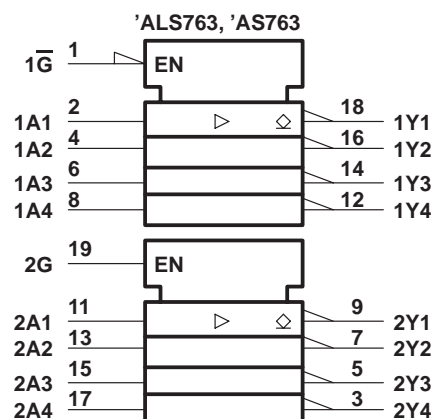 ’ALS763, ’AS763
1G̅ 1 EN
1A1 2 18 1Y1
1A2 4 16 1Y2
1A3 6 14 1Y3
1A4 8 12 1Y4
2G 19 EN
2A1 11 9 2Y1
2A2 13 7 2Y2
2A3 15 5 2Y3
2A4 17 3 2Y4